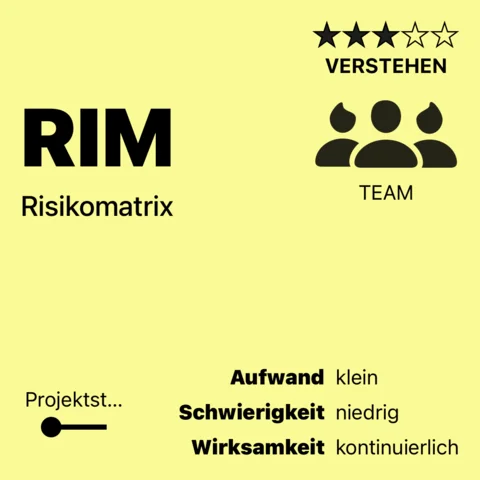 ★★★☆☆
VERSTEHEN
RIM
Risikomatrix
TEAM
Projektst...
Aufwand klein
Schwierigkeit niedrig
Wirksamkeit kontinuierlich